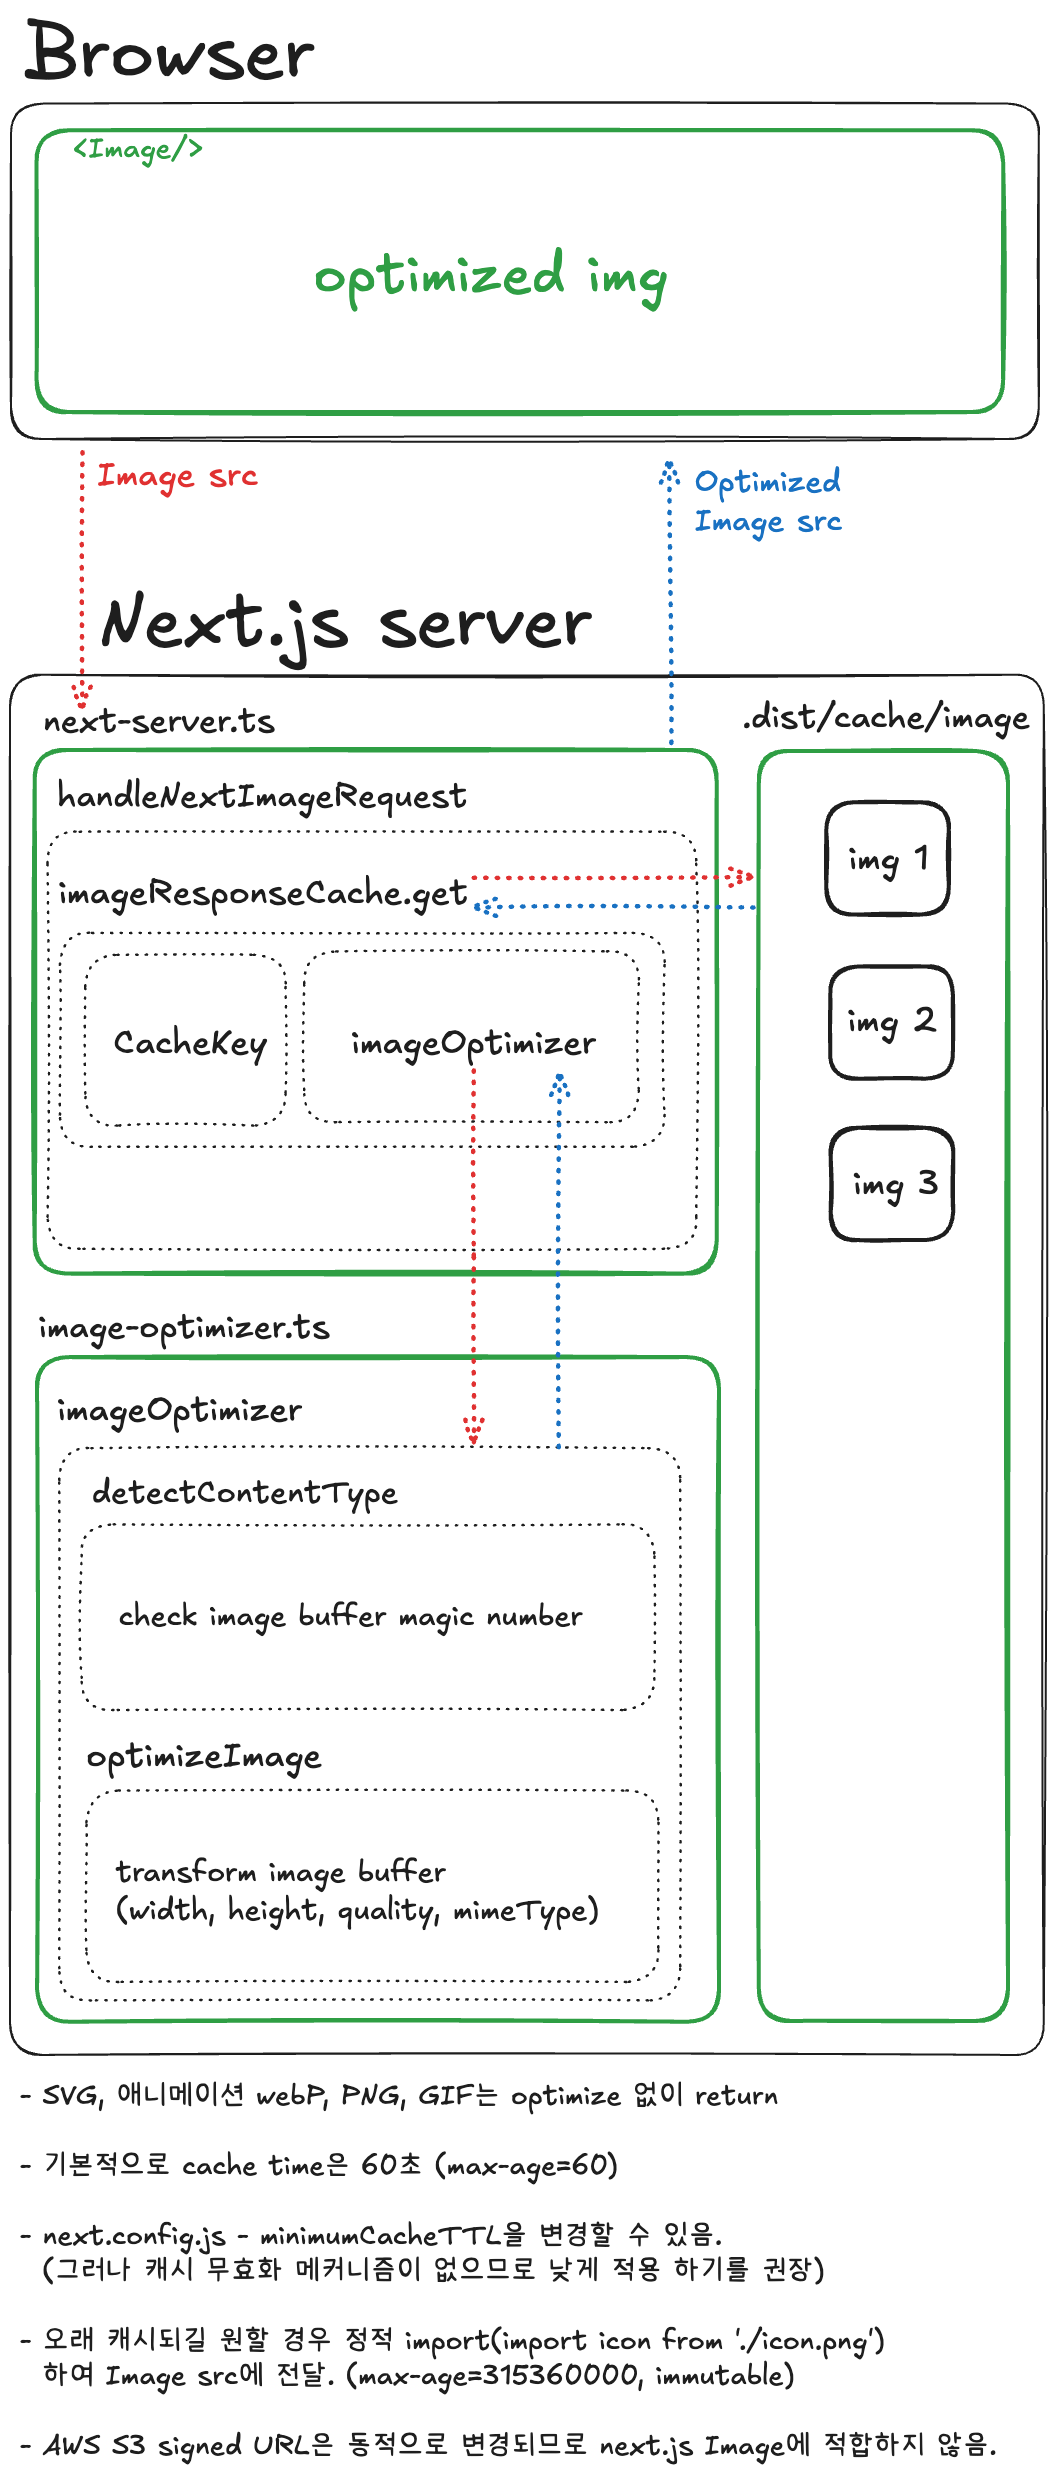 Browser
<Image/>
optimized img
Image src
Optimized
Image src
Next.js server
next-server.ts
.dist/cache/image
handleNextImageRequest
imageResponseCache.get
CacheKey
imageOptimizer
img 1
img 2
img 3
image-optimizer.ts
imageOptimizer
detectContentType
check image buffer magic number
optimizeImage
transform image buffer
(width, height, quality, mimeType)
- SVG, 애니메이션 webP, PNG, GIF는 optimize 없이 return
- 기본적으로 cache time은 60초 (max-age=60)
- next.config.js - minimumCacheTTL을 변경할 수 있음.
(그러나 캐시 무효화 메커니즘이 없으므로 낮게 적용 하기를 권장)
- 오래 캐시되길 원할 경우 정적 import(import icon from './icon.png')
하여 Image src에 전달. (max-age=315360000, immutable)
- AWS S3 signed URL은 동적으로 변경되므로 next.js Image에 적합하지 않음.